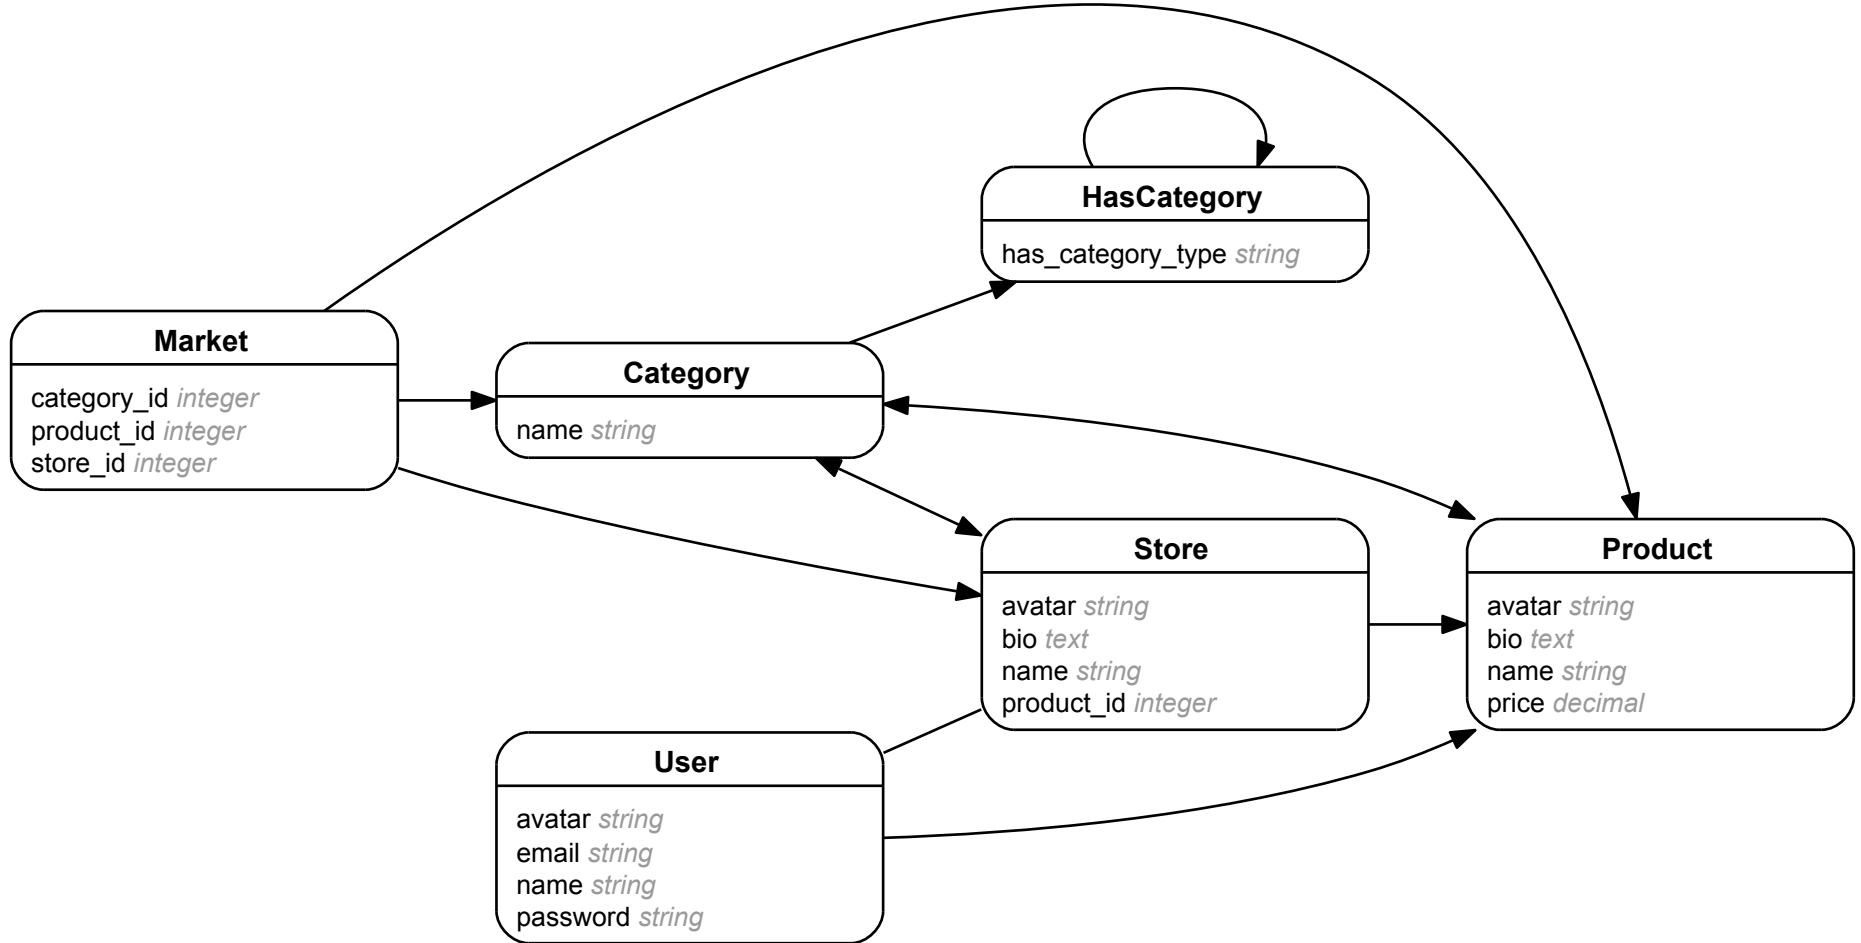 HasCategory
has_category_type string
Market
category_id integer
product_id integer
store_id integer
Category
name string
Store
avatar string
bio text
name string
product_id integer
Product
avatar string
bio text
name string
price decimal
User
avatar string
email string
name string
password string